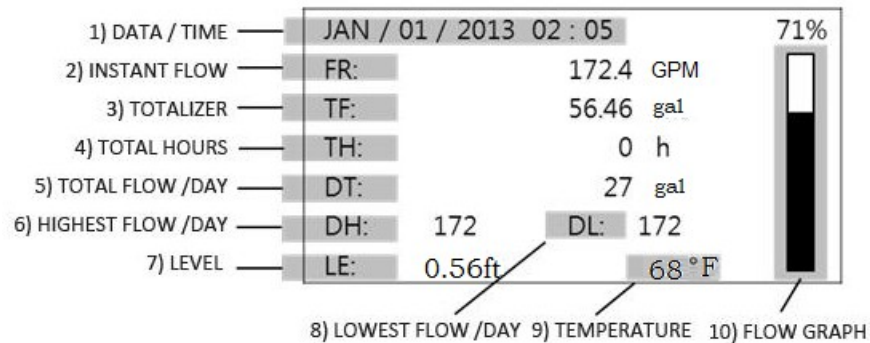 1) DATA / TIME JAN / 01 / 2013 02 : 05 71%
2) INSTANT FLOW FR: 172.4 GPM
3) TOTALIZER TF: 56.46 gal
4) TOTAL HOURS TH: 0 h
5) TOTAL FLOW /DAY DT: 27 gal
6) HIGHEST FLOW /DAY DH: 172 DL: 172
7) LEVEL LE: 0.56ft 68°F
8) LOWEST FLOW /DAY 9) TEMPERATURE 10) FLOW GRAPH